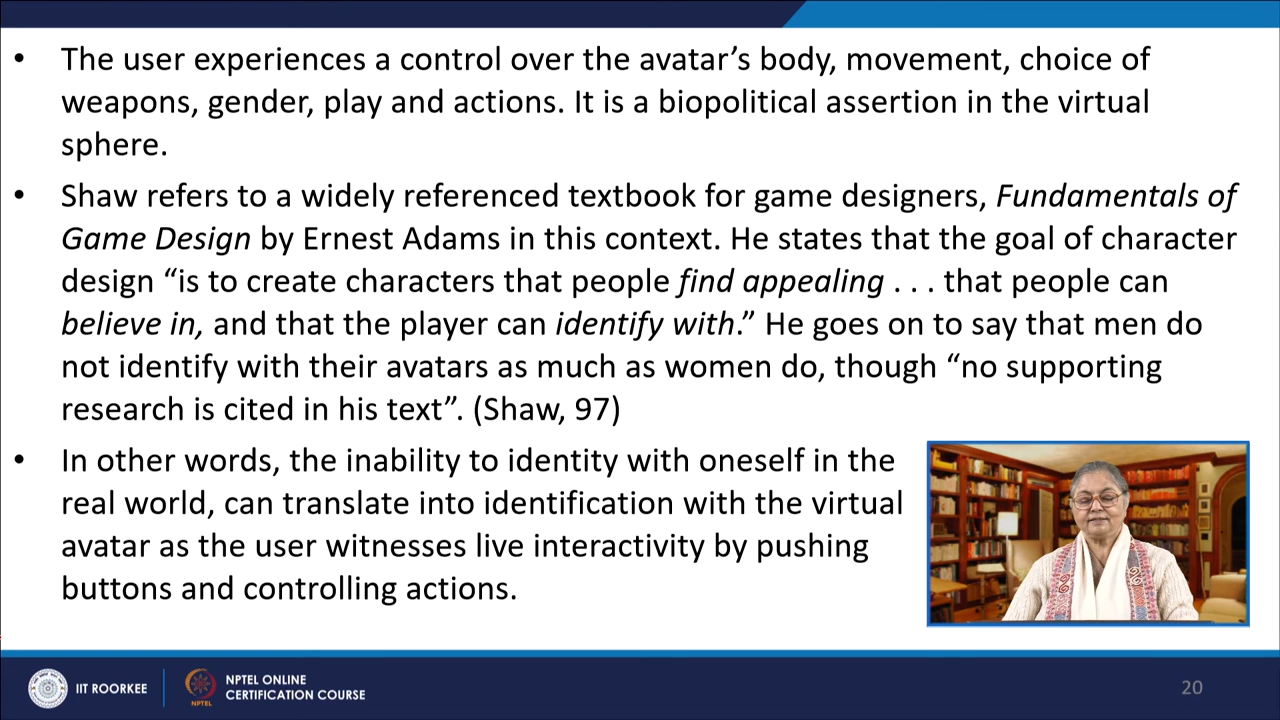 • The user experiences a control over the avatar’s body, movement, choice of
weapons, gender, play and actions. It is a biopolitical assertion in the virtual
sphere.
• Shaw refers to a widely referenced textbook for game designers, Fundamentals of
Game Design by Ernest Adams in this context. He states that the goal of character
design “is to create characters that people find appealing . . . that people can
believe in, and that the player can identify with.” He goes on to say that men do
not identify with their avatars as much as women do, though “no supporting
research is cited in his text”. (Shaw, 97)
• In other words, the inability to identity with oneself in the
real world, can translate into identification with the virtual
avatar as the user witnesses live interactivity by pushing
buttons and controlling actions.
IIT ROORKEE
NPTEL
NPTEL ONLINE
CERTIFICATION COURSE
20